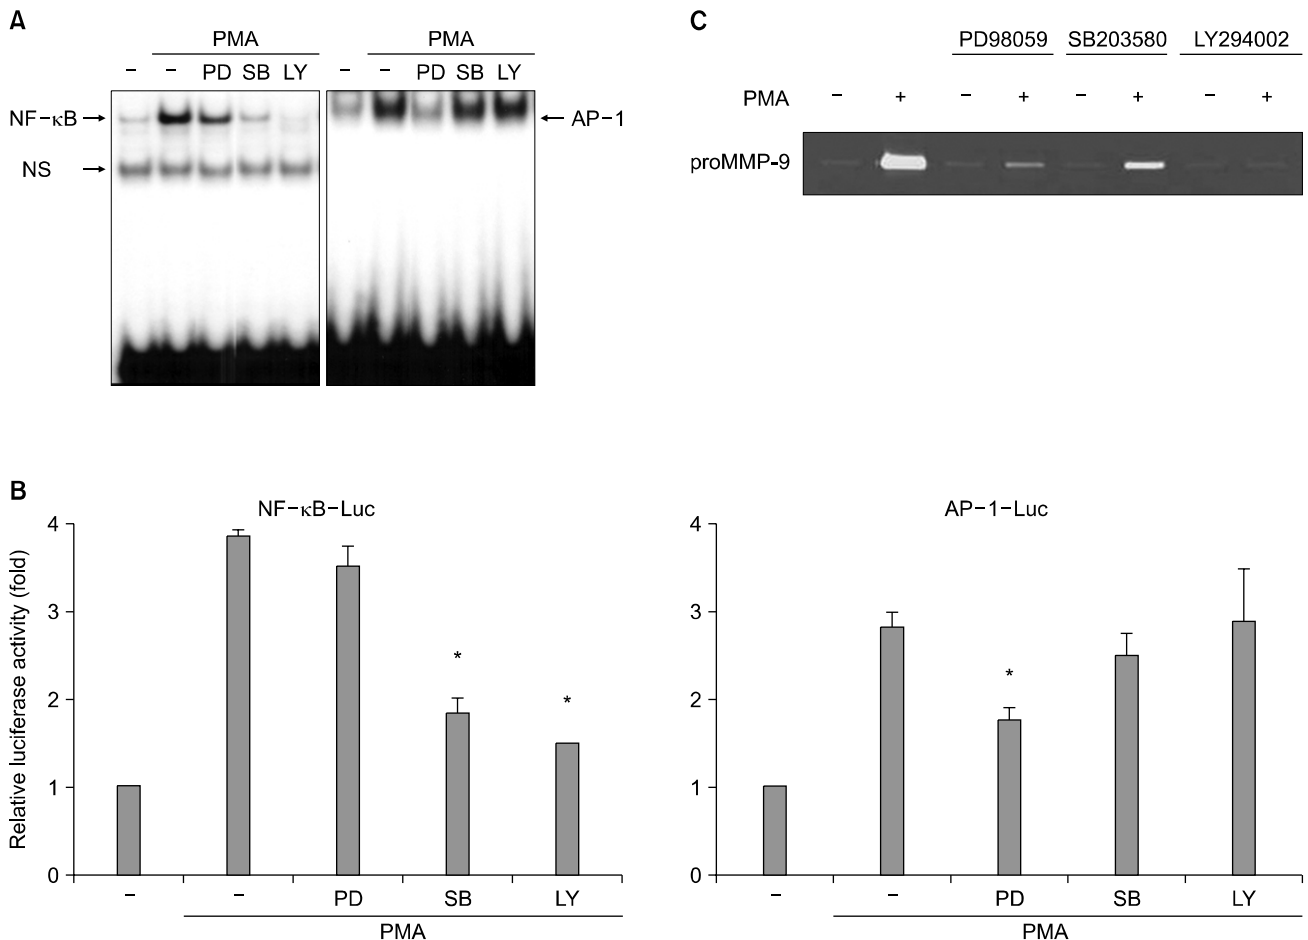 A
PMA
PMA
− − PD SB LY
− − PD SB LY
NF−κB
AP−1
NS
C
PD98059 SB203580 LY294002
PMA − + − + − + − +
proMMP-9
B
NF−κB−Luc
Relative luciferase activity (fold)
4
3
2
1
0
*
*
− − PD SB LY
PMA
AP−1−Luc
4
3
2
1
0
*
− − PD SB LY
PMA